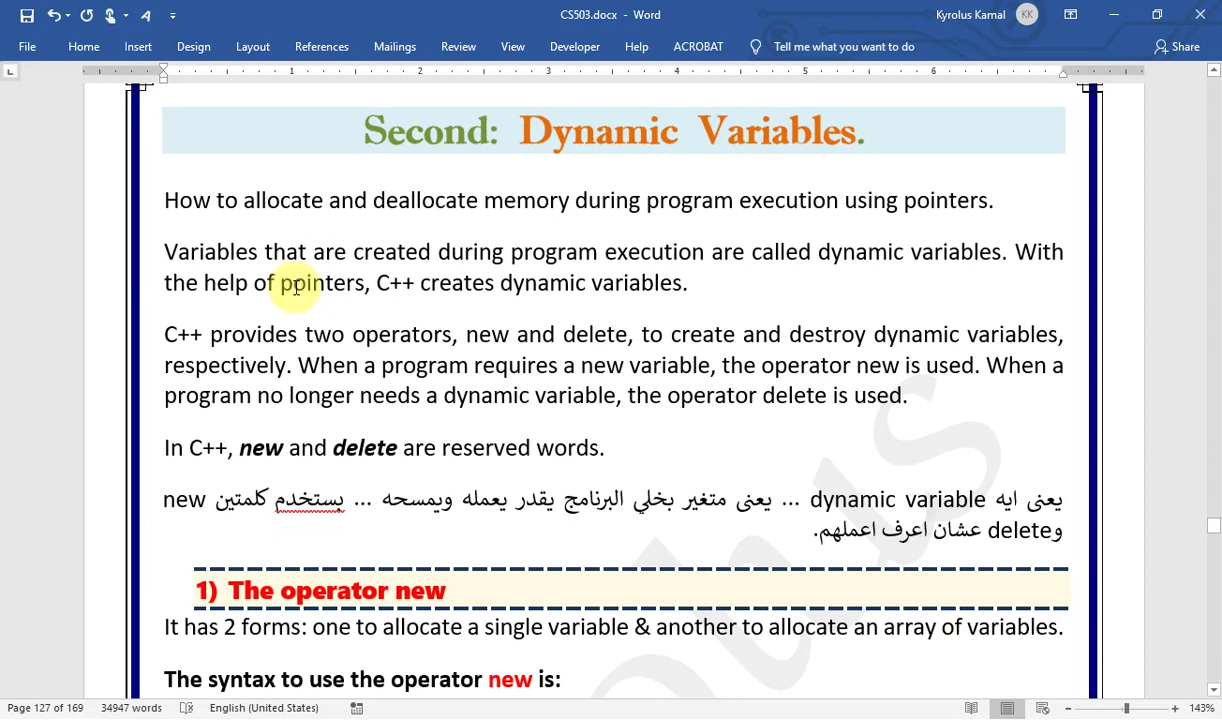 CS503.docx - Word
Kyrolus Kamal
KK
File Home Insert Design Layout References Mailings Review View Developer Help ACROBAT Tell me what you want to do Share
1 2 3 4 5 6
Second: Dynamic Variables.
How to allocate and deallocate memory during program execution using pointers.
Variables that are created during program execution are called dynamic variables. With
the help of pointers, C++ creates dynamic variables.
C++ provides two operators, new and delete, to create and destroy dynamic variables,
respectively. When a program requires a new variable, the operator new is used. When a
program no longer needs a dynamic variable, the operator delete is used.
In C++, new and delete are reserved words.
يعنى ايه dynamic variable ... يعنى متغير بخلي البرنامج يقدر يعمله ويمسحه ... بستخدم كلمتين new
وdelete عشان اعرف اعملهم.
1) The operator new
It has 2 forms: one to allocate a single variable & another to allocate an array of variables.
The syntax to use the operator new is:
Page 127 of 169 34947 words English (United States) 143%